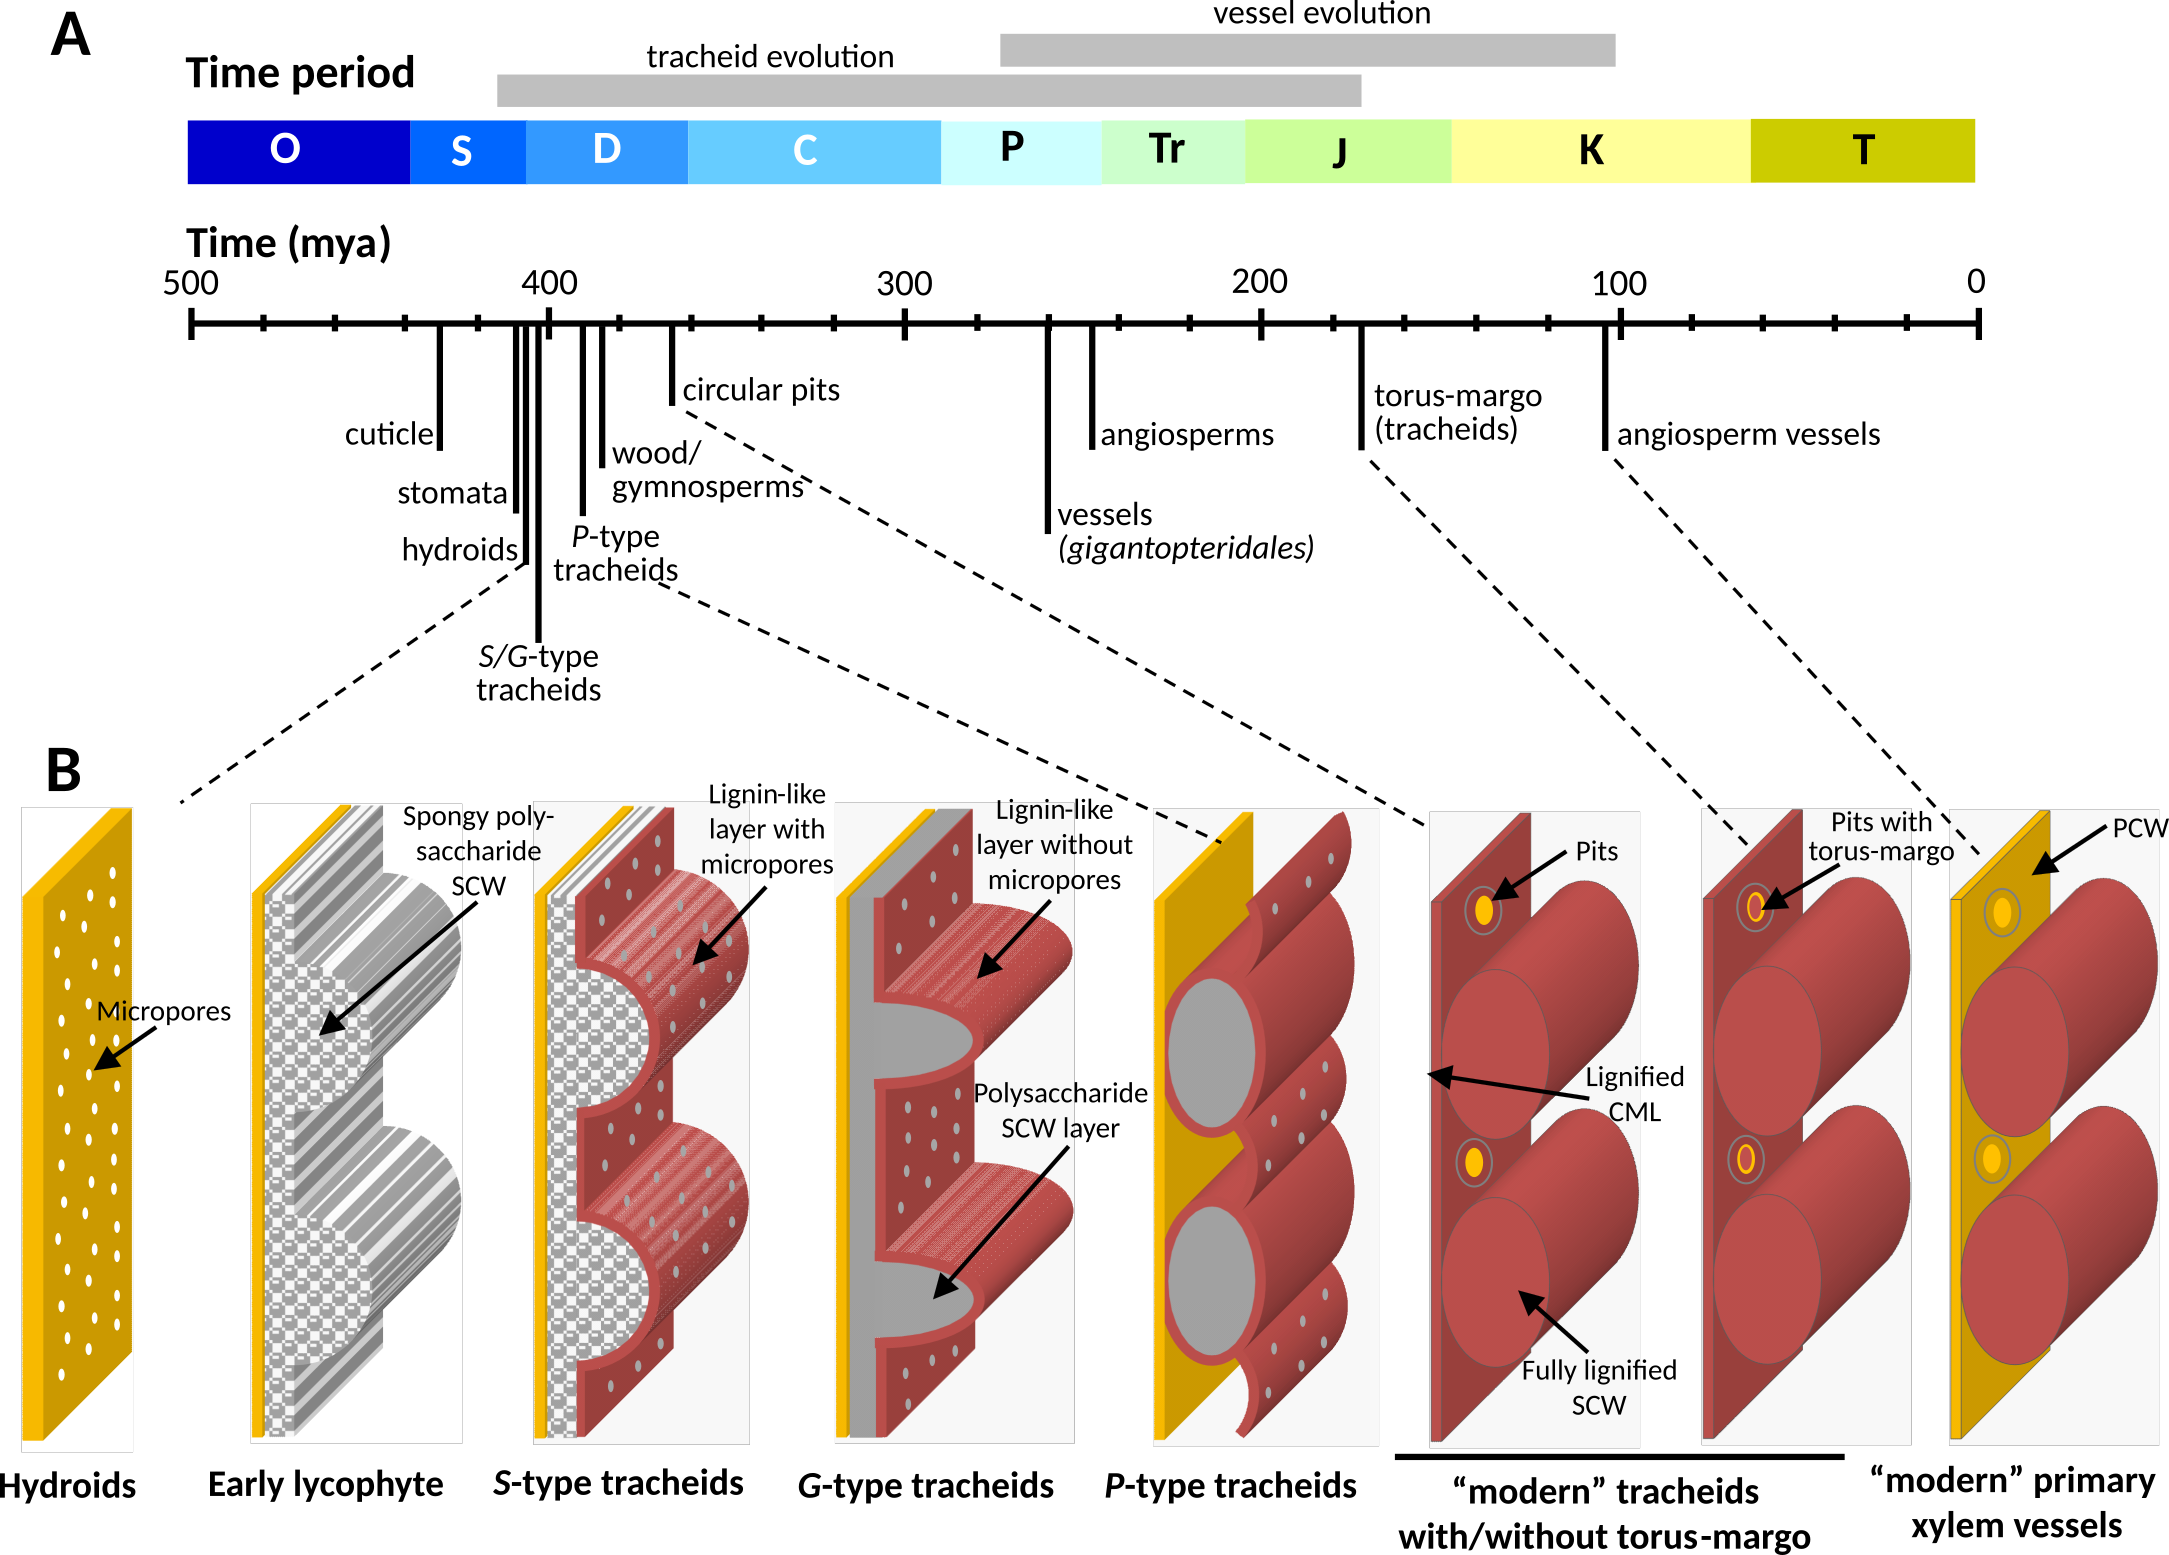 A
vessel evolution
tracheid evolution
Time period
O S D C P Tr J K T
Time (mya)
500 400 300 200 100 0
circular pits
torus-margo
(tracheids)
cuticle
angiosperms
angiosperm vessels
wood/
gymnosperms
stomata
vessels
(gigantopteridales)
hydroids
P-type
tracheids
S/G-type
tracheids
B
Spongy poly-
saccharide
SCW
Lignin-like
layer with
micropores
Lignin-like
layer without
micropores
Pits
Pits with
torus-margo
PCW
Micropores
Polysaccharide
SCW layer
Lignified
CML
Fully lignified
SCW
Hydroids
Early lycophyte
S-type tracheids
G-type tracheids
P-type tracheids
“modern” tracheids
with/without torus-margo
“modern” primary
xylem vessels